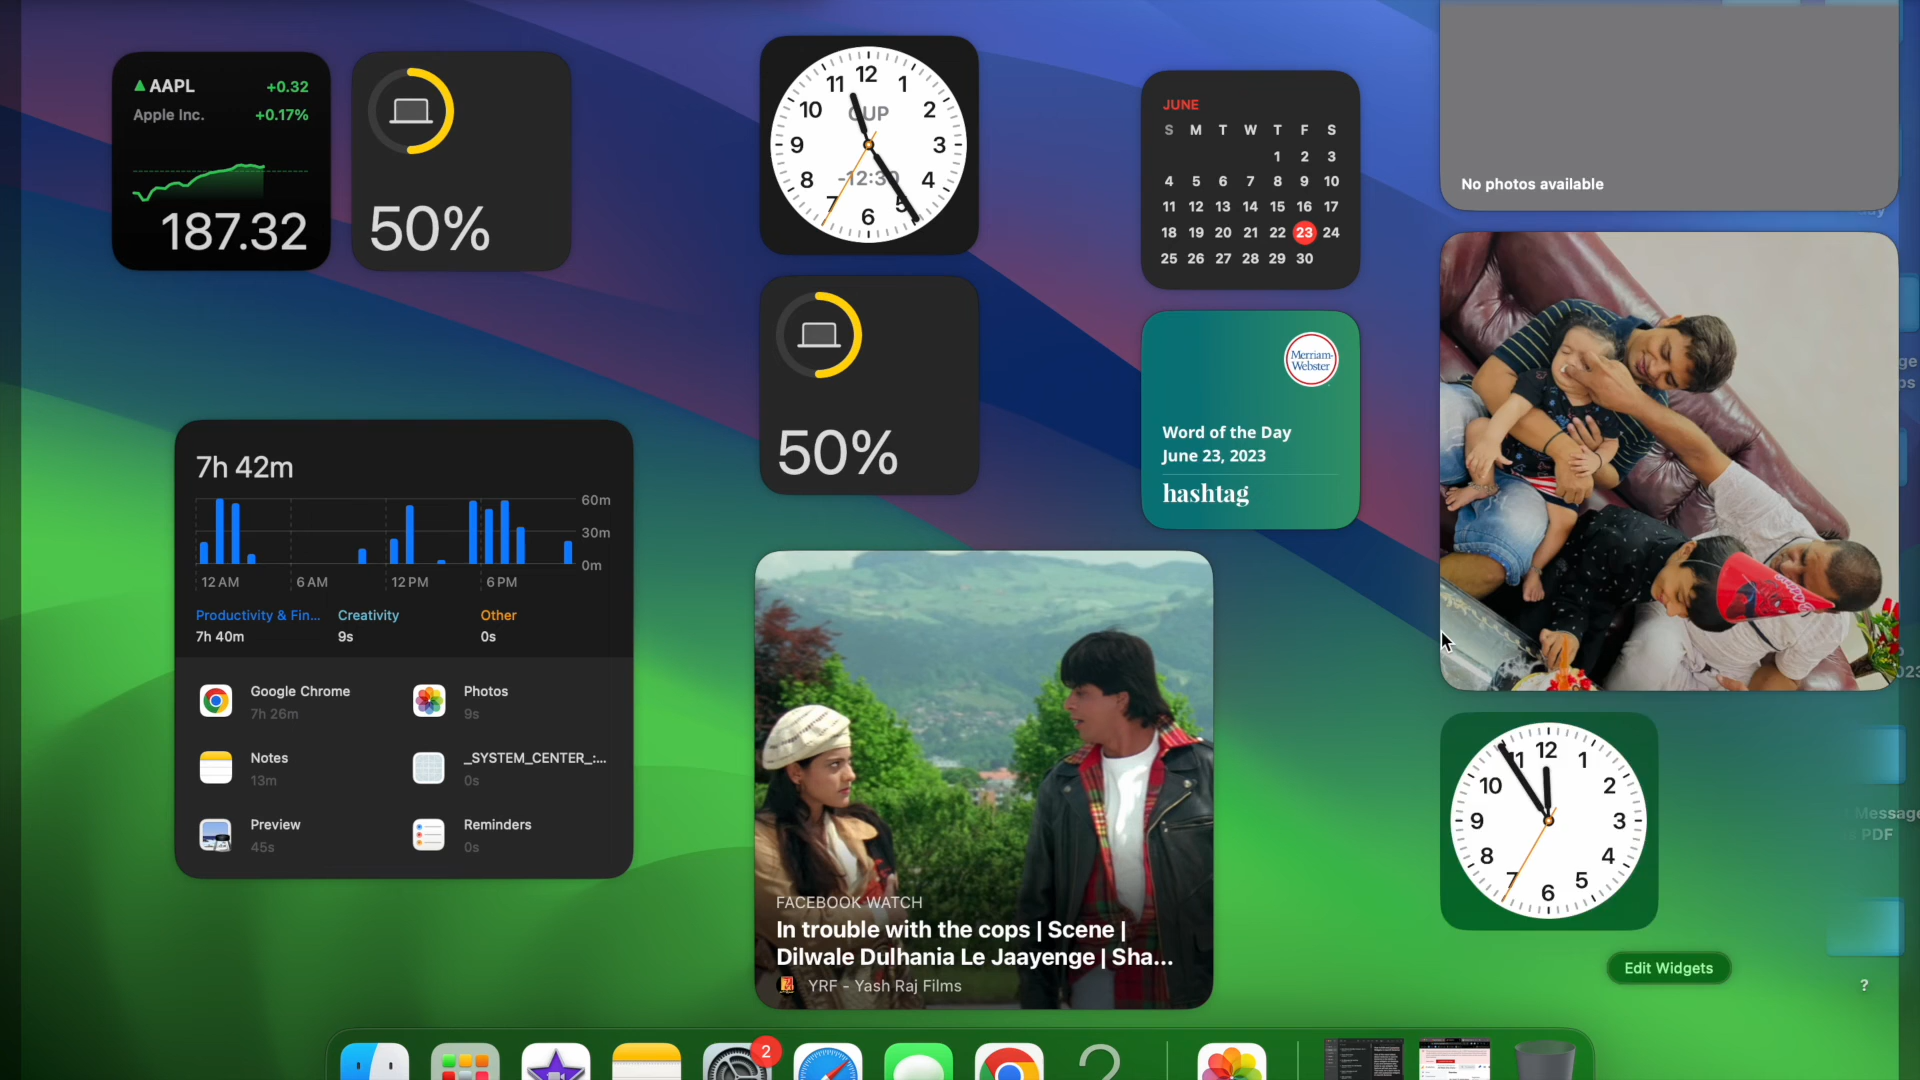 AAPL
+0.32
Apple Inc.
+0.17%
187.32
50%
12
1
2
3
4
5
6
7
8
9
10
11
CUP
-12:30
50%
JUNE
S M T W T F S
1 2 3
4 5 6 7 8 9 10
11 12 13 14 15 16 17
18 19 20 21 22 23 24
25 26 27 28 29 30
Merriam-
Webster
Word of the Day
June 23, 2023
hashtag
No photos available
7h 42m
60m
30m
0m
12 AM
6 AM
12 PM
6 PM
Productivity & Fin...
7h 40m
Creativity
9s
Other
0s
Google Chrome
7h 26m
Photos
9s
Notes
13m
_SYSTEM_CENTER_:...
0s
Preview
45s
Reminders
0s
FACEBOOK WATCH
In trouble with the cops | Scene |
Dilwale Dulhania Le Jaayenge | Sha...
YRF - Yash Raj Films
12
1
2
3
4
5
6
7
8
9
10
11
Message
PDF
Edit Widgets
?
2